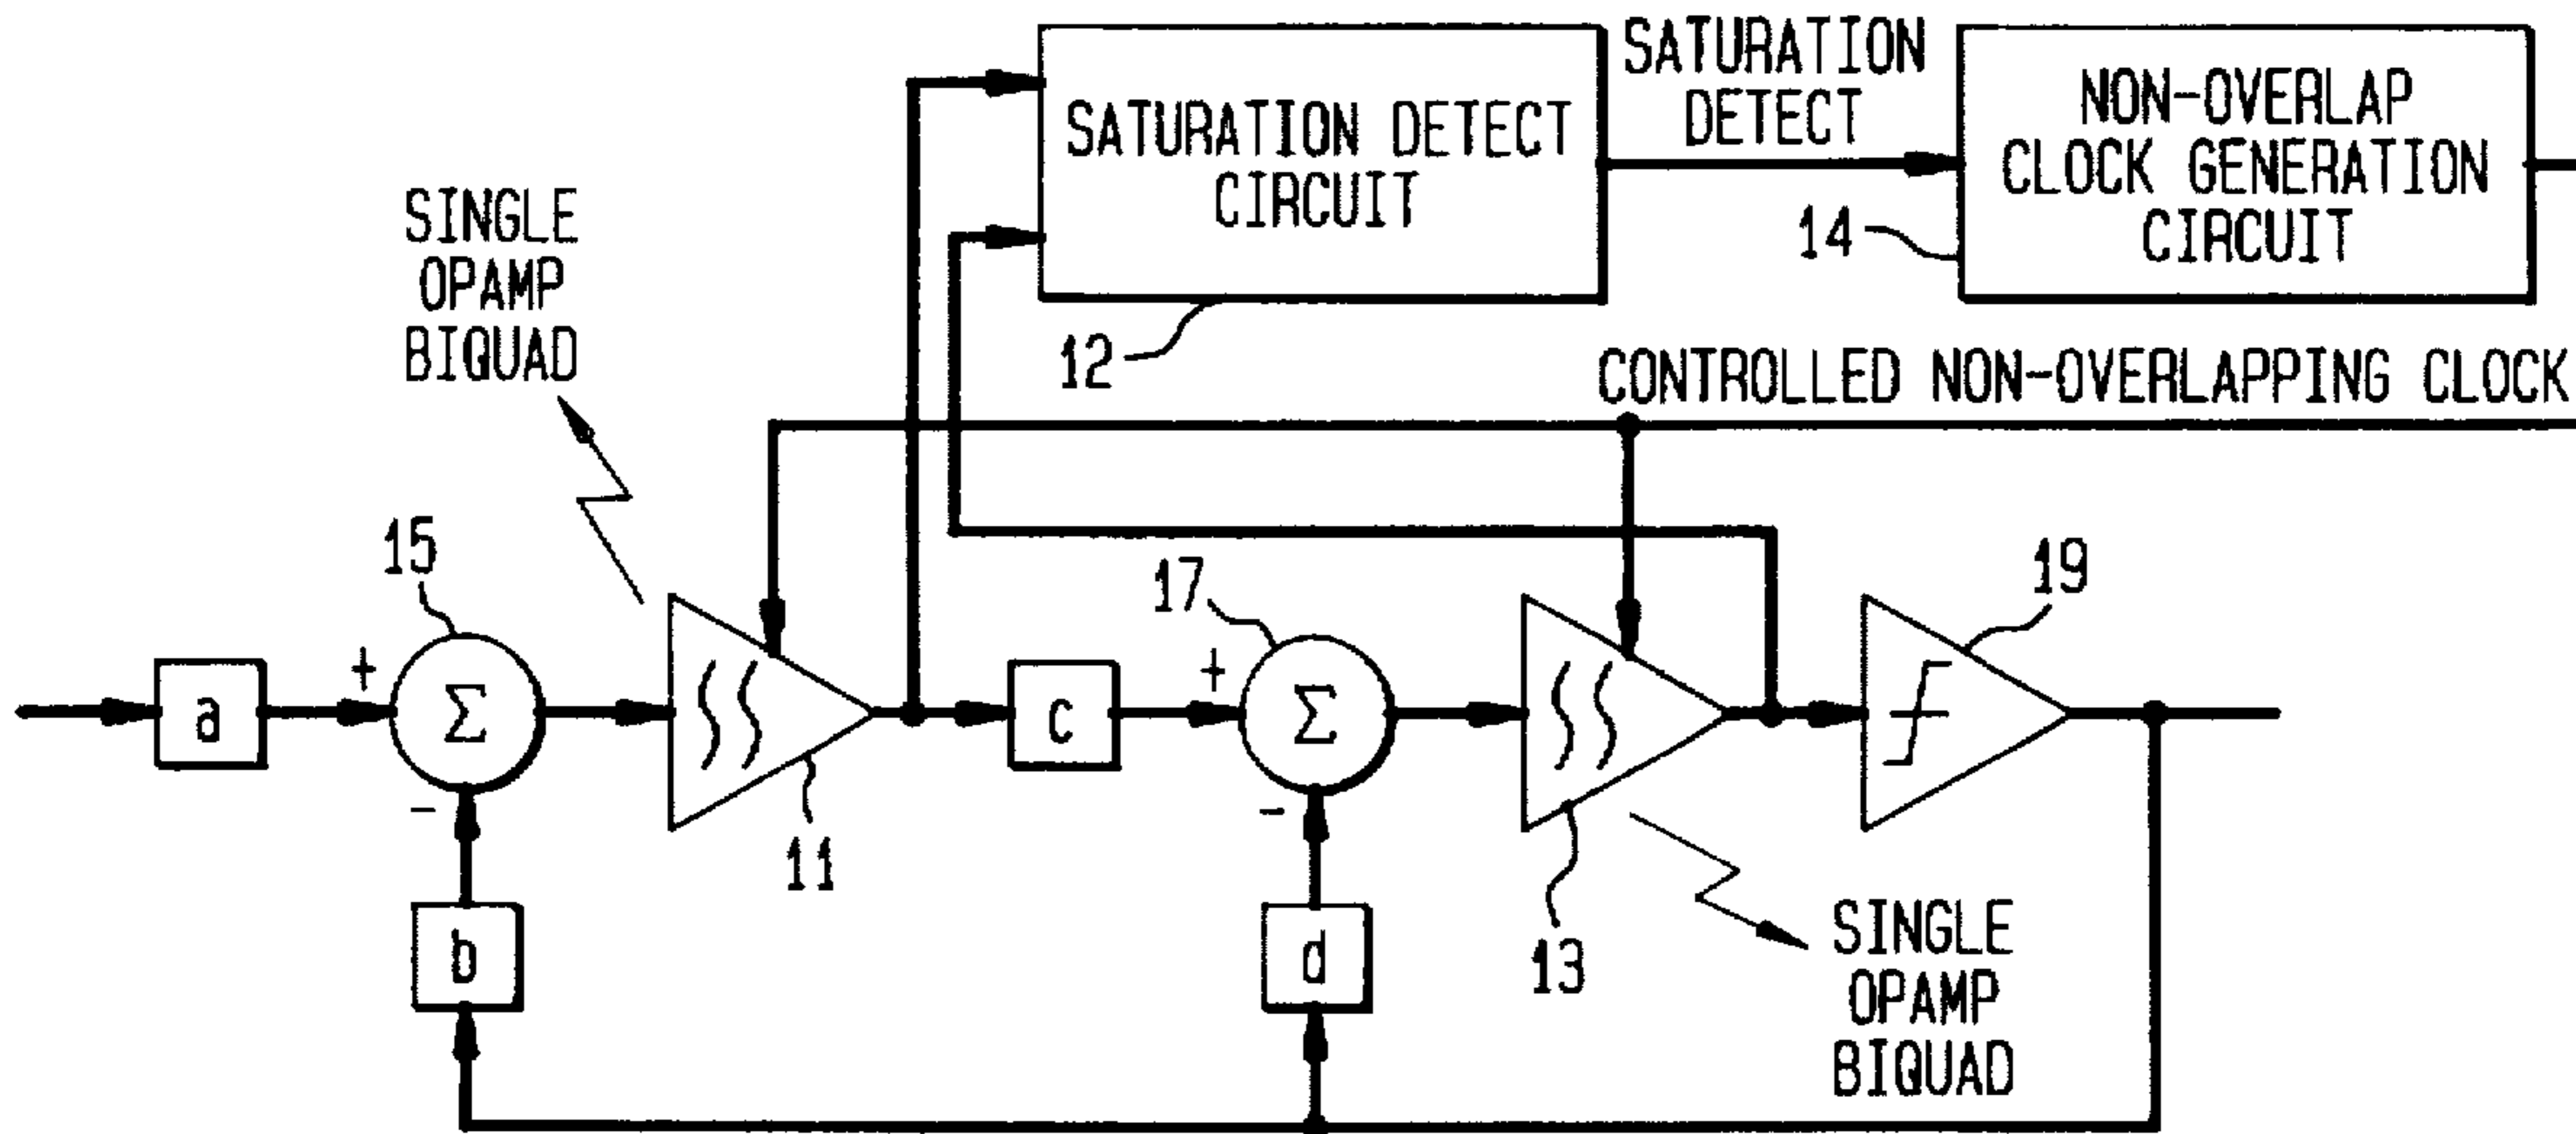 SATURATION DETECT
CIRCUIT
12
SATURATION
DETECT
NON-OVERLAP
CLOCK GENERATION
CIRCUIT
14
SINGLE
OPAMP
BIQUAD
CONTROLLED NON-OVERLAPPING CLOCK
15
17
19
a
+
Σ
-
b
11
c
+
Σ
-
d
13
SINGLE
OPAMP
BIQUAD